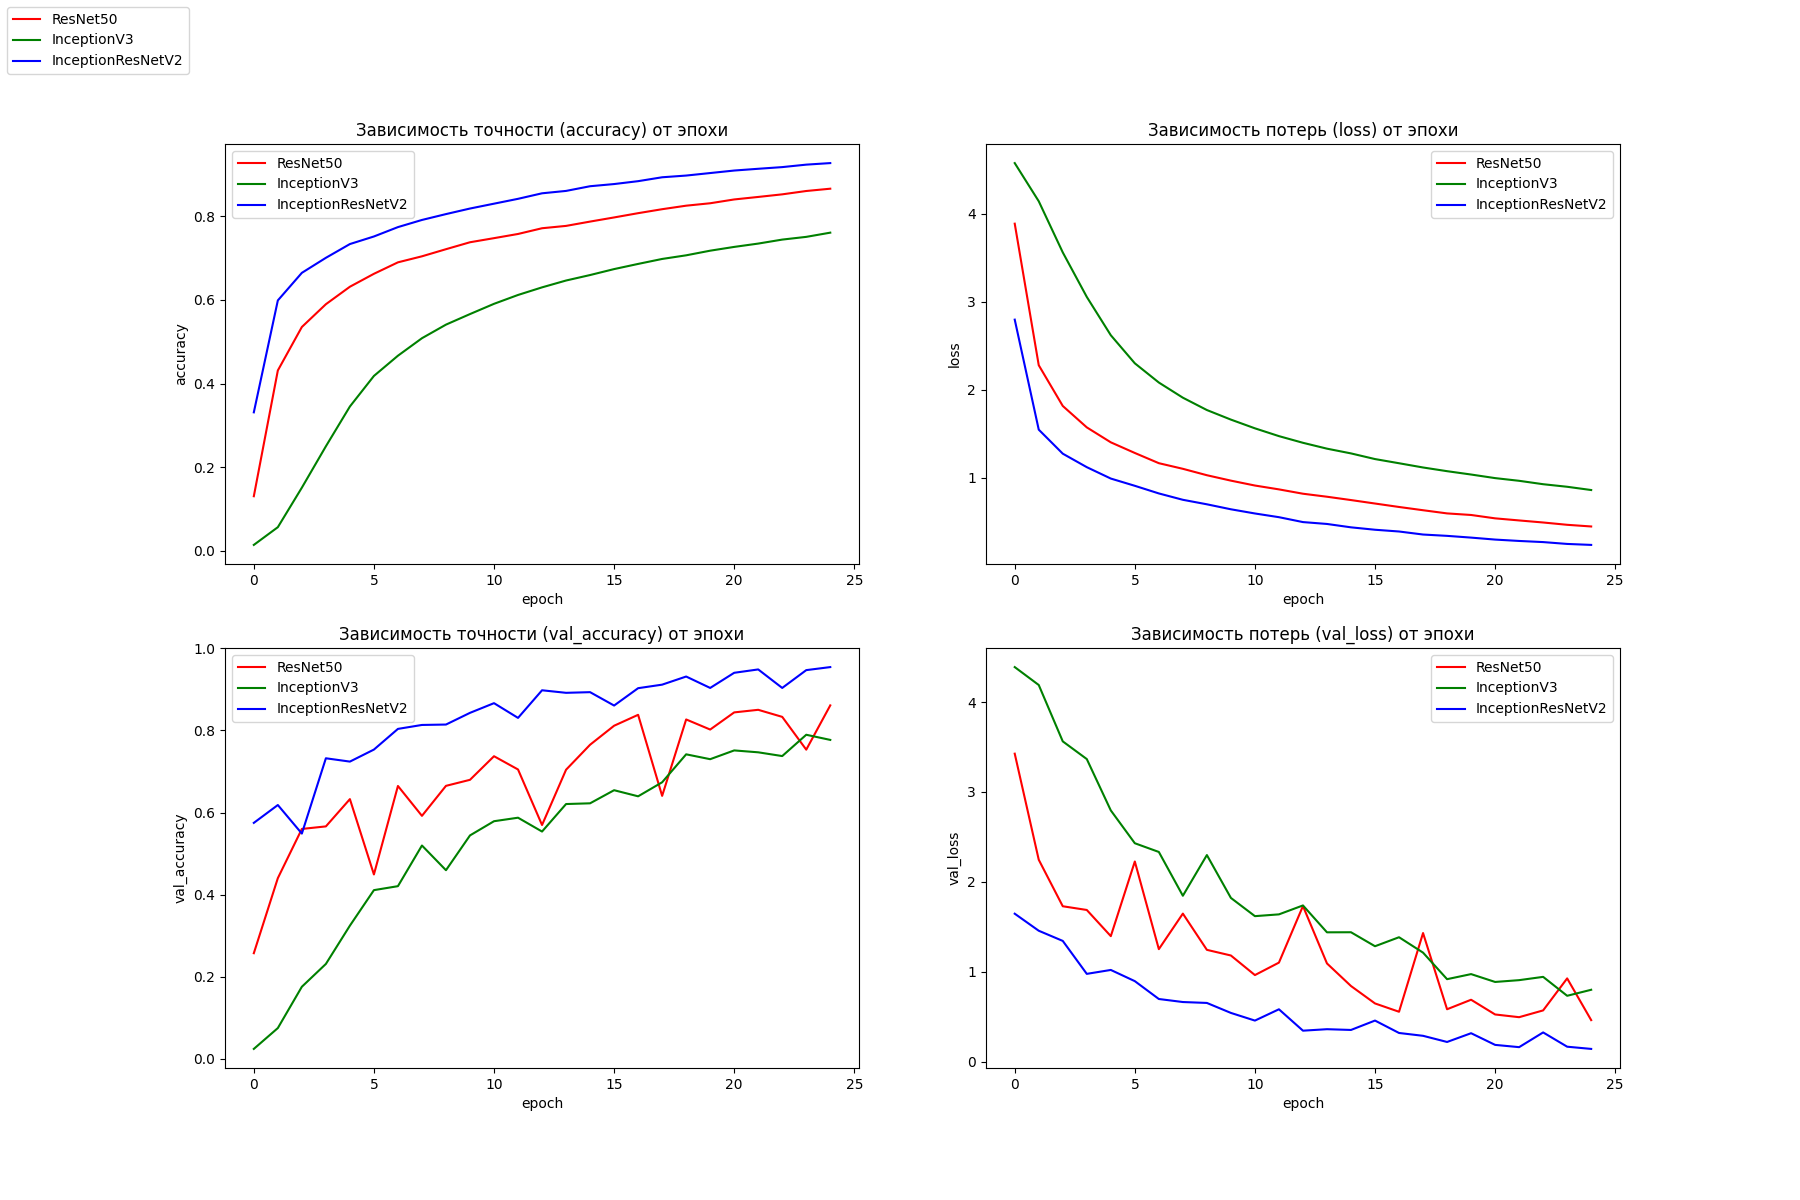 ResNet50
InceptionV3
InceptionResNetV2
Зависимость точности (accuracy) от эпохи
ResNet50
InceptionV3
InceptionResNetV2
accuracy
0.8
0.6
0.4
0.2
0.0
0 5 10 15 20 25
epoch
Зависимость потерь (loss) от эпохи
ResNet50
InceptionV3
InceptionResNetV2
loss
4
3
2
1
0 5 10 15 20 25
epoch
Зависимость точности (val_accuracy) от эпохи
ResNet50
InceptionV3
InceptionResNetV2
val_accuracy
1.0
0.8
0.6
0.4
0.2
0.0
0 5 10 15 20 25
epoch
Зависимость потерь (val_loss) от эпохи
ResNet50
InceptionV3
InceptionResNetV2
val_loss
4
3
2
1
0
0 5 10 15 20 25
epoch